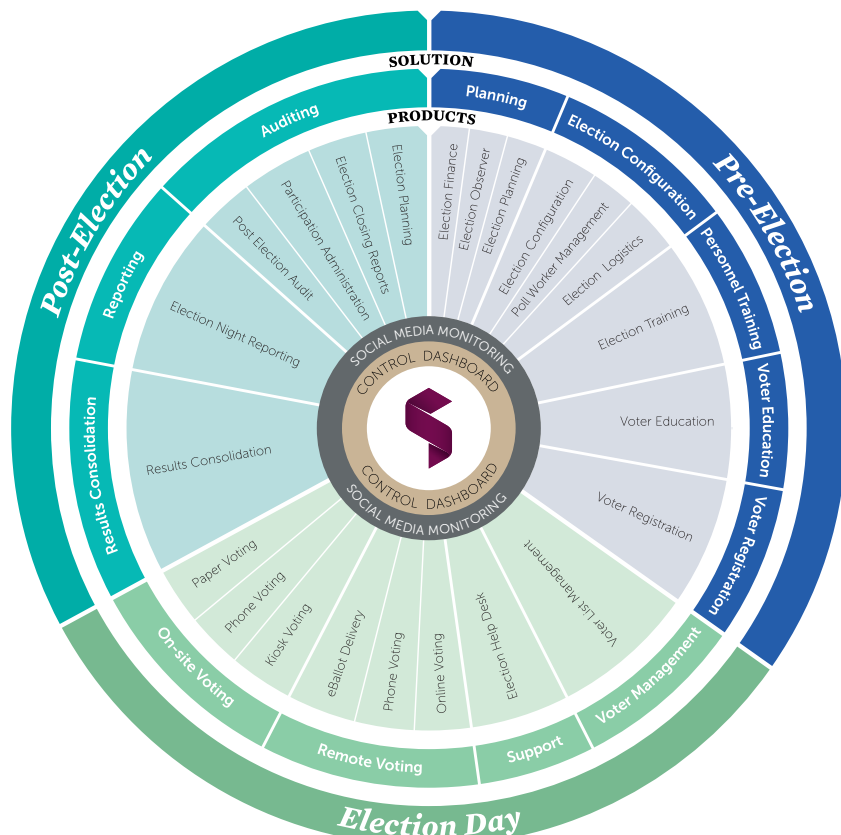 SOLUTION
PRODUCTS
Pre-Election
Planning
Election Configuration
Personnel Training
Voter Education
Voter Registration
Election Finance
Election Observer
Election Planning
Election Configuration
Poll Worker Management
Election Logistics
Election Training
Voter Education
Voter Registration
Election Day
Voter Management
Support
Remote Voting
On-site Voting
Voter List Management
Election Help Desk
Online Voting
Phone Voting
eBallot Delivery
Kiosk Voting
Phone Voting
Paper Voting
Post-Election
Results Consolidation
Reporting
Auditing
Results Consolidation
Election Night Reporting
Post Election Audit
Participation Administration
Election Closing Reports
Election Planning
SOCIAL MEDIA MONITORING
CONTROL DASHBOARD
CONTROL DASHBOARD
SOCIAL MEDIA MONITORING